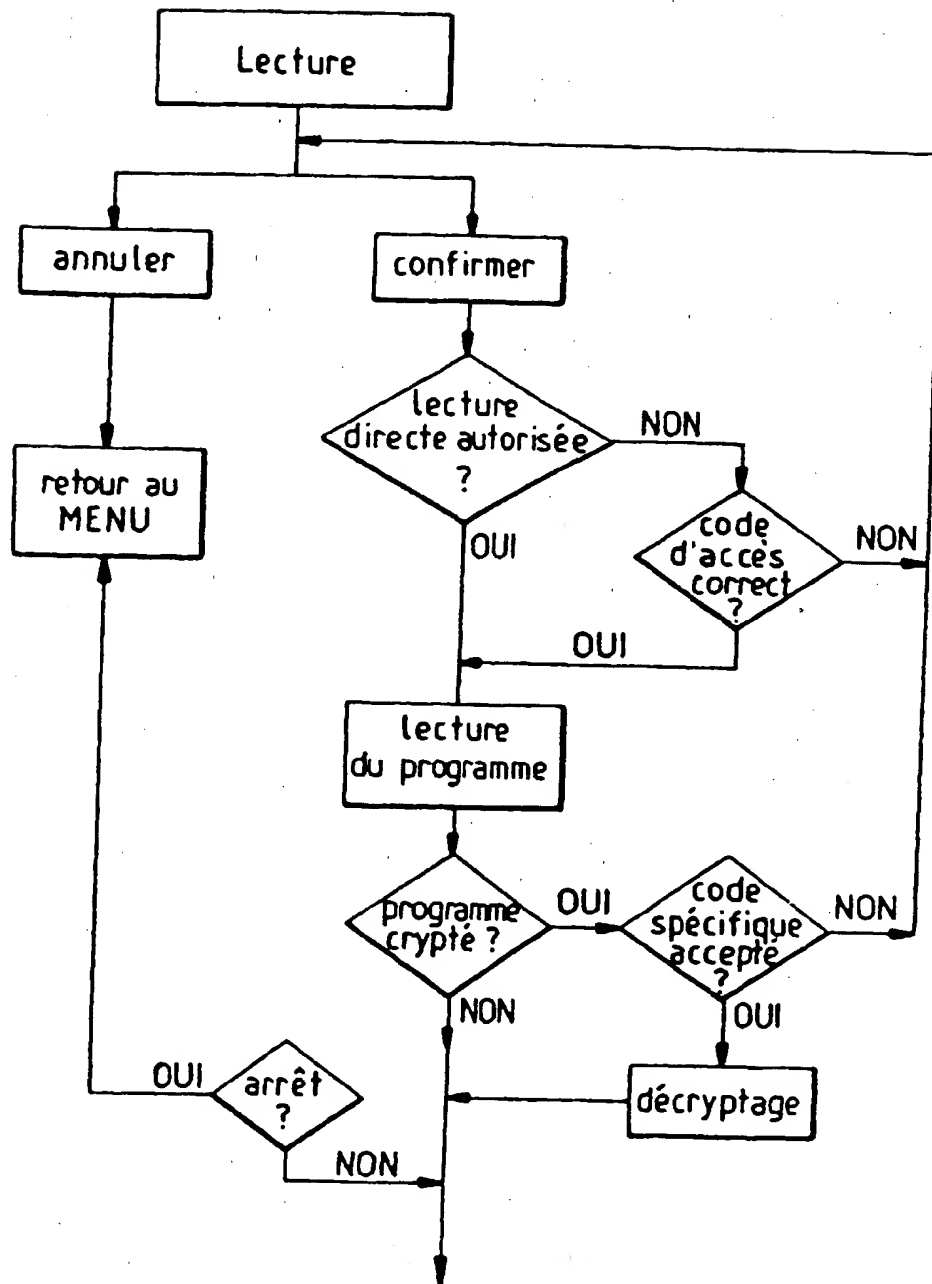 Lecture
annuler
confirmer
lecture
directe autorisée
?
NON
retour au
MENU
OUI
code
d'accès
correct
?
NON
OUI
lecture
du programme
programme
crypté ?
OUI
code
spécifique
accepté
?
NON
NON
OUI
OUI
arrêt
?
décryptage
NON